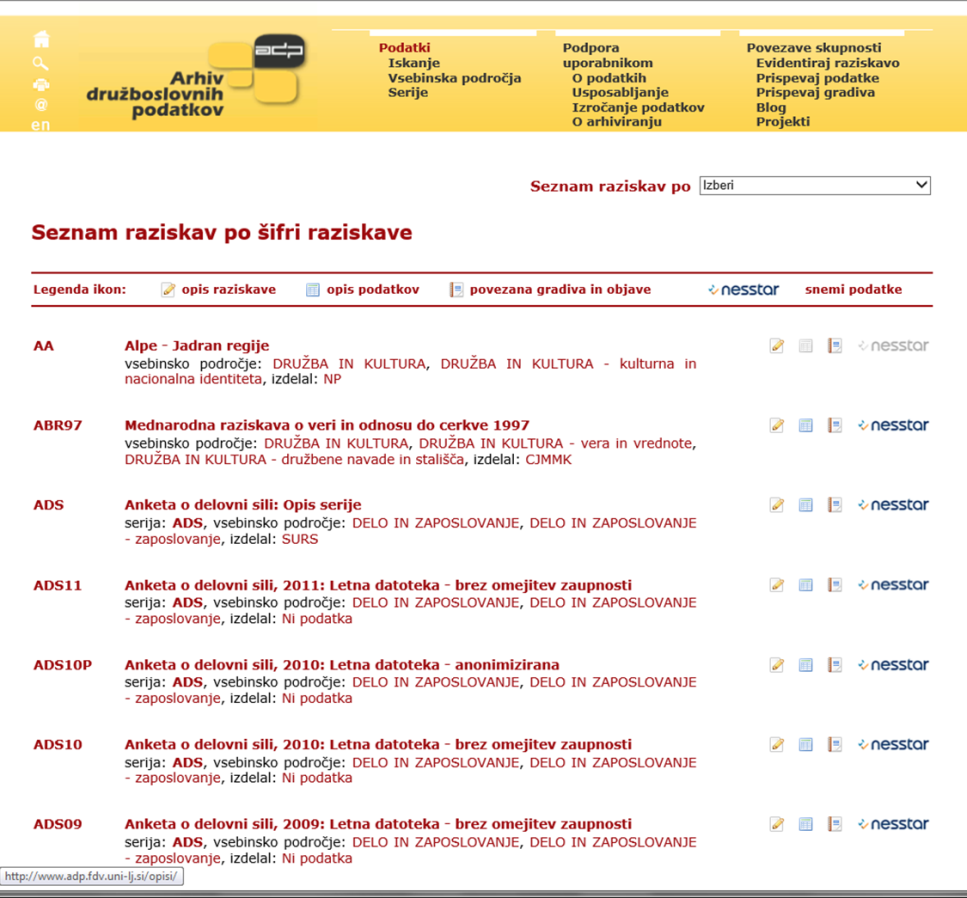 Arhiv
družboslovnih
podatkov
adp
@
en
Podatki
Iskanje
Vsebinska področja
Serije
Podpora
uporabnikom
O podatkih
Usposabljanje
Izročanje podatkov
O arhiviranju
Povezave skupnosti
Evidentiraj raziskavo
Prispevaj podatke
Prispevaj gradiva
Blog
Projekti
Seznam raziskav po Izberi
Seznam raziskav po šifri raziskave
Legenda ikon: opis raziskave opis podatkov povezana gradiva in objave nesstar snemi podatke
AA Alpe - Jadran regije nesstar
vsebinsko področje: DRUŽBA IN KULTURA, DRUŽBA IN KULTURA - kulturna in
nacionalna identiteta, izdelal: NP
ABR97 Mednarodna raziskava o veri in odnosu do cerkve 1997 nesstar
vsebinsko področje: DRUŽBA IN KULTURA, DRUŽBA IN KULTURA - vera in vrednote,
DRUŽBA IN KULTURA - družbene navade in stališča, izdelal: CJMMK
ADS Anketa o delovni sili: Opis serije nesstar
serija: ADS, vsebinsko področje: DELO IN ZAPOSLOVANJE, DELO IN ZAPOSLOVANJE
- zaposlovanje, izdelal: SURS
ADS11 Anketa o delovni sili, 2011: Letna datoteka - brez omejitev zaupnosti nesstar
serija: ADS, vsebinsko področje: DELO IN ZAPOSLOVANJE, DELO IN ZAPOSLOVANJE
- zaposlovanje, izdelal: Ni podatka
ADS10P Anketa o delovni sili, 2010: Letna datoteka - anonimizirana nesstar
serija: ADS, vsebinsko področje: DELO IN ZAPOSLOVANJE, DELO IN ZAPOSLOVANJE
- zaposlovanje, izdelal: Ni podatka
ADS10 Anketa o delovni sili, 2010: Letna datoteka - brez omejitev zaupnosti nesstar
serija: ADS, vsebinsko področje: DELO IN ZAPOSLOVANJE, DELO IN ZAPOSLOVANJE
- zaposlovanje, izdelal: Ni podatka
ADS09 Anketa o delovni sili, 2009: Letna datoteka - brez omejitev zaupnosti nesstar
serija: ADS, vsebinsko področje: DELO IN ZAPOSLOVANJE, DELO IN ZAPOSLOVANJE
- zaposlovanje, izdelal: Ni podatka
http://www.adp.fdv.uni-lj.si/opisi/